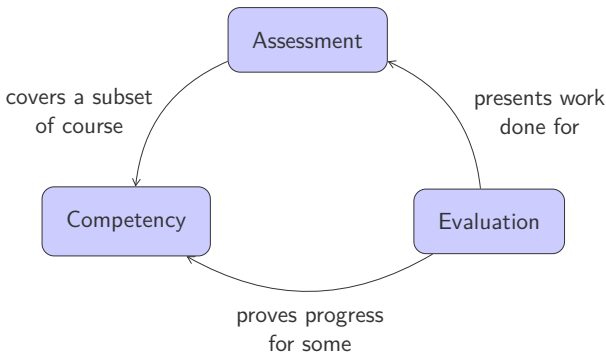 Assessment
covers a subset
of course
presents work
done for
Competency
Evaluation
proves progress
for some